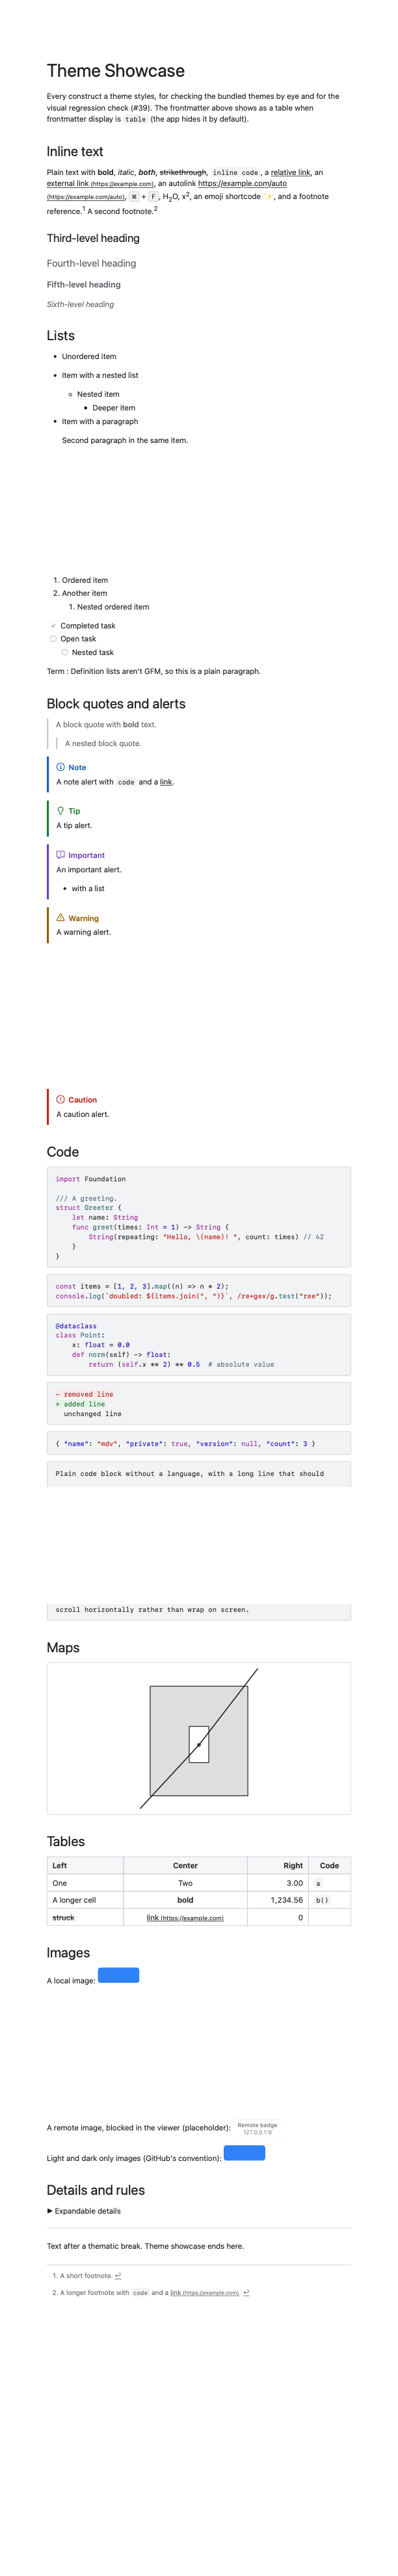 Theme Showcase
Every construct a theme styles, for checking the bundled themes by eye and for the
visual regression check (#39). The frontmatter above shows as a table when
frontmatter display is table (the app hides it by default).
Inline text
Plain text with bold, italic, both, strikethrough, inline code, a relative link, an
external link (https://example.com), an autolink https://example.com/auto
(https://example.com/auto), ⌘ + F, H2O, x2, an emoji shortcode ✨, and a footnote
reference.1 A second footnote.2
Third-level heading
Fourth-level heading
Fifth-level heading
Sixth-level heading
Lists
• Unordered item
• Item with a nested list
Nested item
Deeper item
• Item with a paragraph
Second paragraph in the same item.
1. Ordered item
2. Another item
1. Nested ordered item
Completed task
Open task
Nested task
Term : Definition lists aren't GFM, so this is a plain paragraph.
Block quotes and alerts
A block quote with bold text.
A nested block quote.
Note
A note alert with code and a link.
Tip
A tip alert.
Important
An important alert.
• with a list
Warning
A warning alert.
Caution
A caution alert.
Code
import Foundation
/// A greeting.
struct Greeter {
let name: String
func greet(times: Int = 1) -> String {
String(repeating: "Hello, \(name)! ", count: times) // 42
}
}
const items = [1, 2, 3].map((n) => n * 2);
console.log(`doubled: ${items.join(", ")}`, /re+gex/g.test("ree"));
@dataclass
class Point:
x: float = 0.0
def norm(self) -> float:
return (self.x ** 2) ** 0.5  # absolute value
- removed line
+ added line
unchanged line
{ "name": "mdv", "private": true, "version": null, "count": 3 }
Plain code block without a language, with a long line that should
scroll horizontally rather than wrap on screen.
Maps
Tables
Left Center Right Code
One Two 3.00 a
A longer cell bold 1,234.56 b()
struck link (https://example.com) 0
Images
A local image:
A remote image, blocked in the viewer (placeholder): Remote badge
127.0.0.1:9
Light and dark only images (GitHub's convention):
Details and rules
▶ Expandable details
Text after a thematic break. Theme showcase ends here.
1. A short footnote. ↩
2. A longer footnote with code and a link (https://example.com). ↩